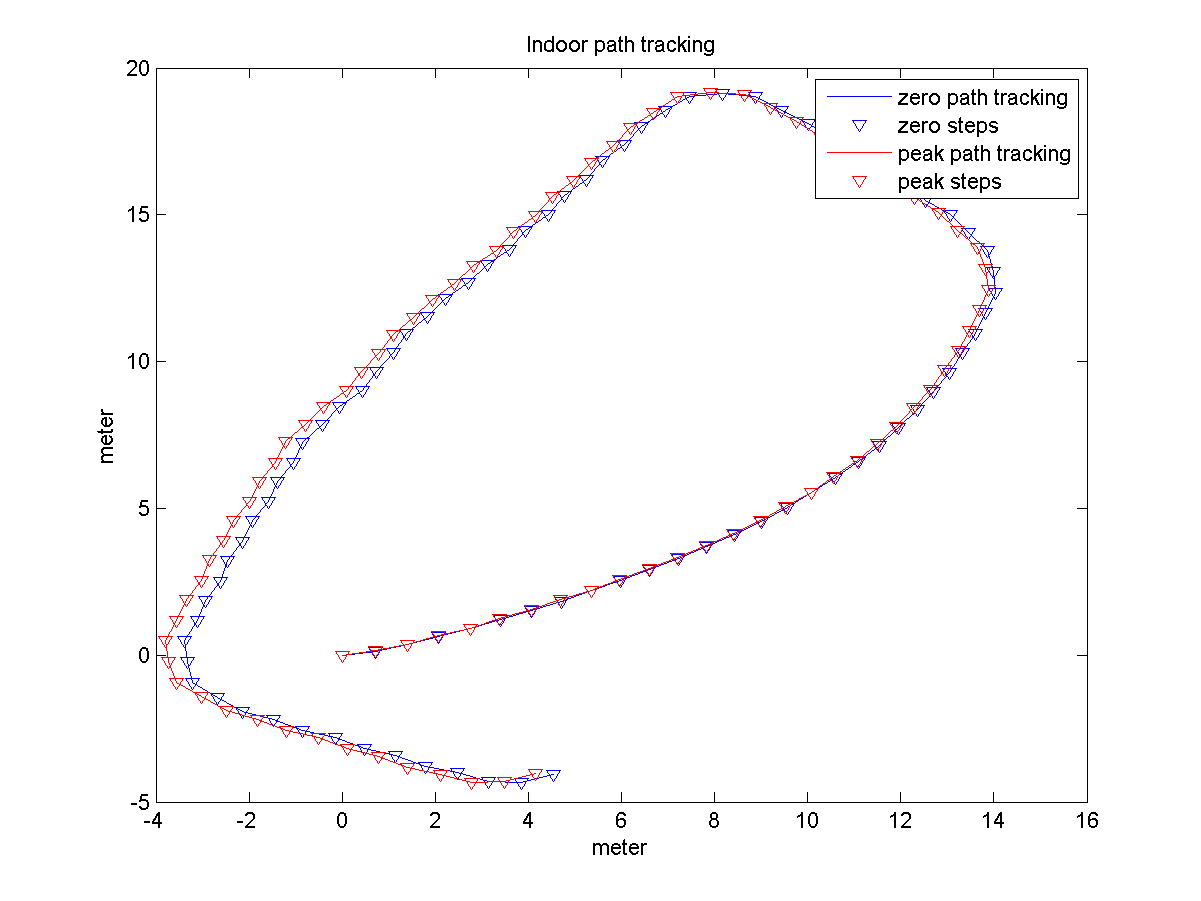 Indoor path tracking
20
15
10
5
0
-5
meter
zero path tracking
zero steps
peak path tracking
peak steps
-4 -2 0 2 4 6 8 10 12 14 16
meter